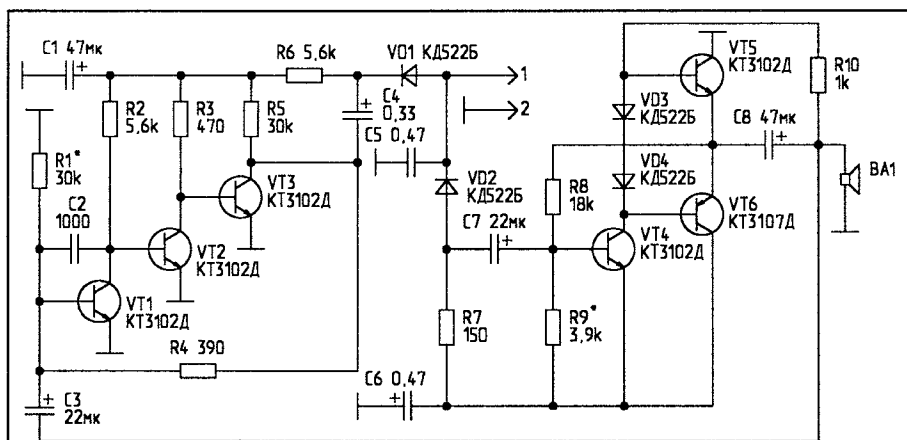 C1 47мк
R6 5,6k
VD1 КД522Б
1
2
VT5
КТ3102Д
R10
1k
R2
5,6k
R3
470
R5
30k
C4
0,33
C5 0,47
VD3
КД522Б
C8 47мк
R1*
30k
C2
1000
VT3
КТ3102Д
VD2
КД522Б
VD4
КД522Б
BA1
VT2
КТ3102Д
R8
18k
C7 22мк
VT6
КТ3107Д
VT4
КТ3102Д
VT1
КТ3102Д
R4 390
R7
150
R9*
3,9k
C6 0,47
C3
22мк